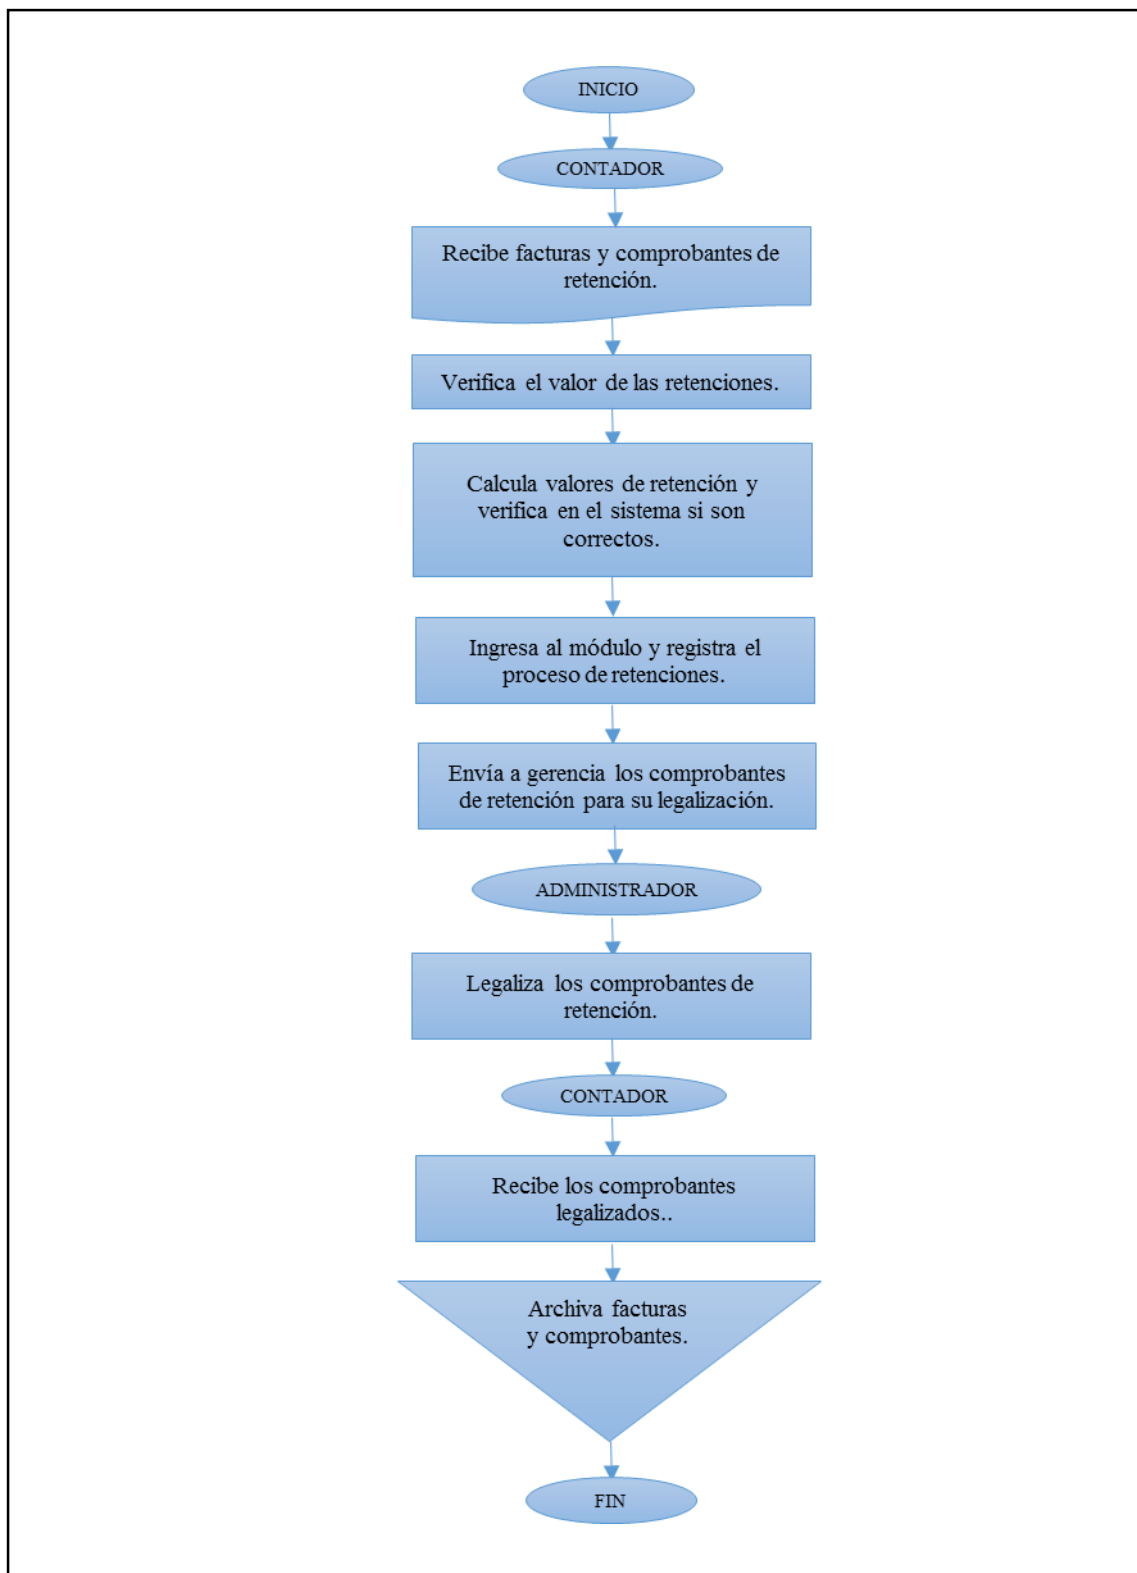 INICIO
CONTADOR
Recibe facturas y comprobantes de
retención.
Verifica el valor de las retenciones.
Calcula valores de retención y
verifica en el sistema si son
correctos.
Ingresa al módulo y registra el
proceso de retenciones.
Envía a gerencia los comprobantes
de retención para su legalización.
ADMINISTRADOR
Legaliza los comprobantes de
retención.
CONTADOR
Recibe los comprobantes
legalizados..
Archiva facturas
y comprobantes.
FIN